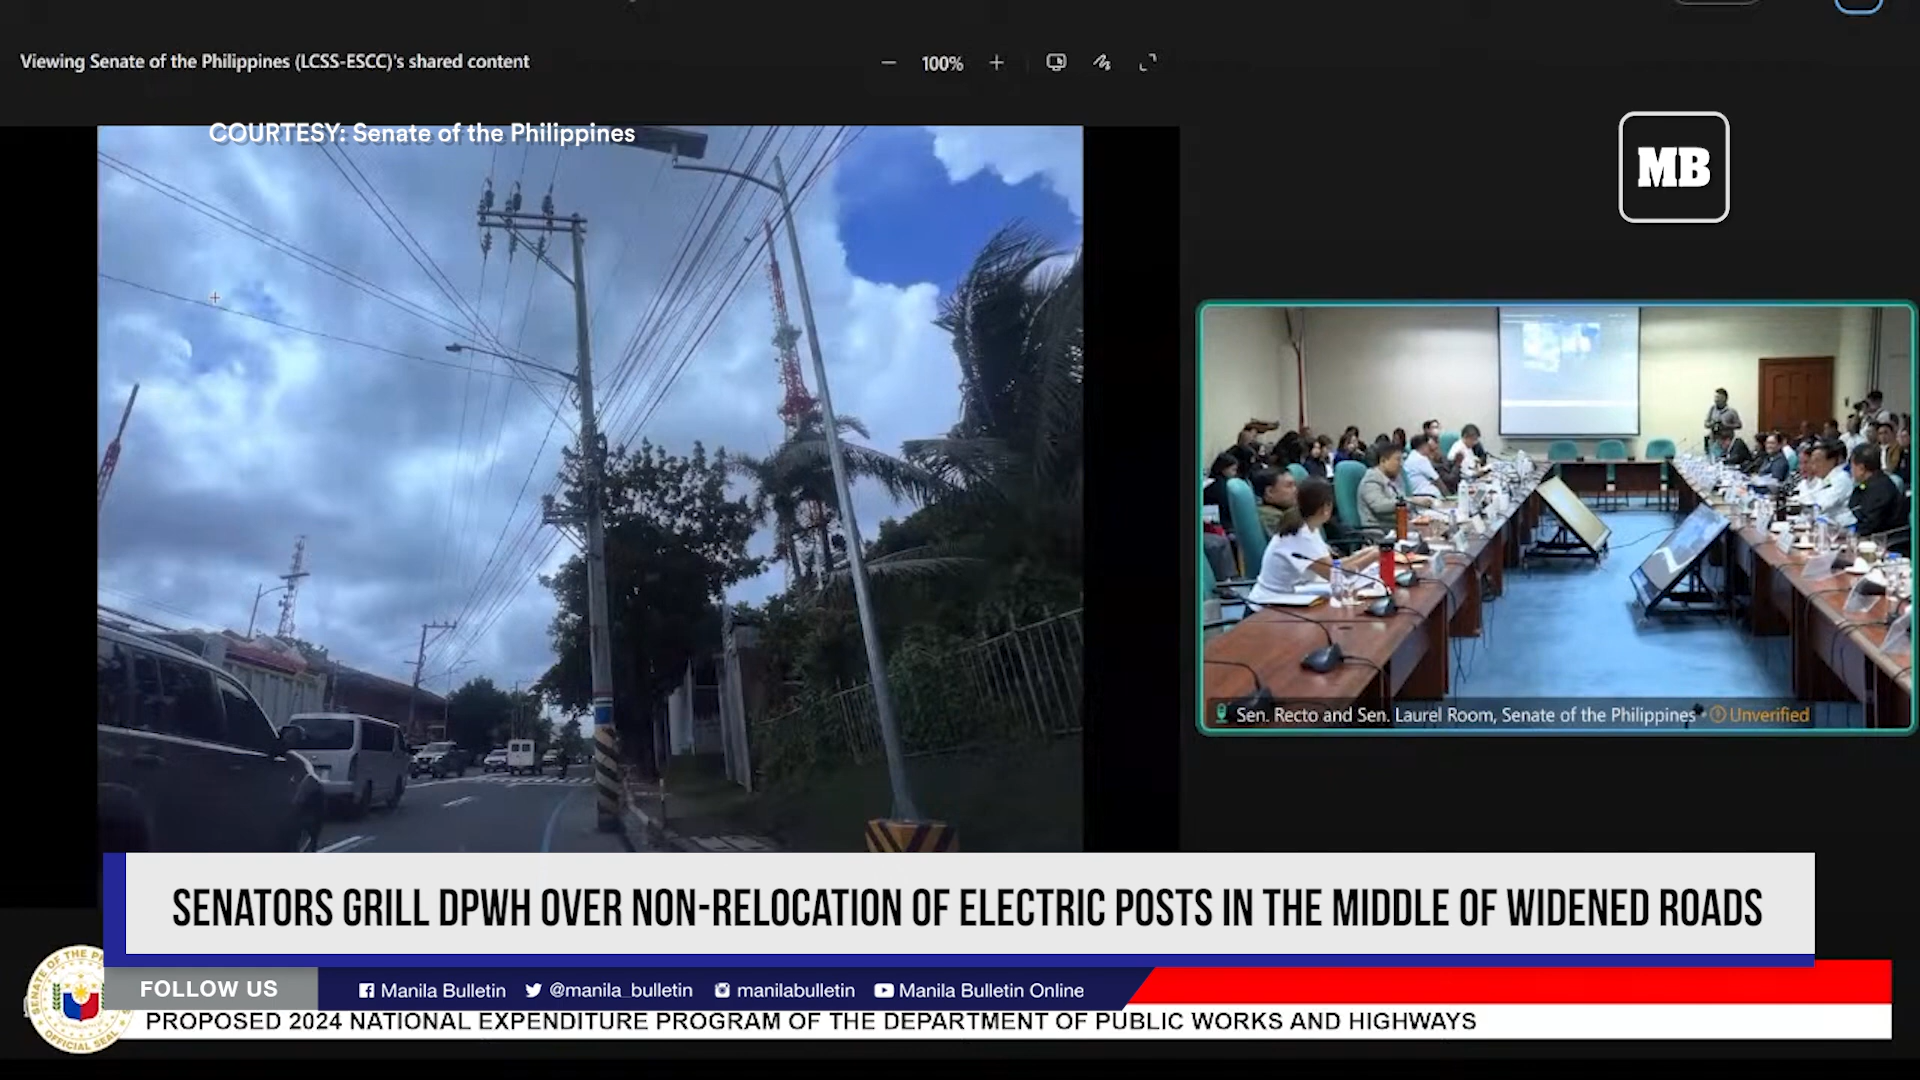 Viewing Senate of the Philippines (LCSS-ESCC)'s shared content
100%
COURTESY: Senate of the Philippines
MB
Sen. Recto and Sen. Laurel Room, Senate of the Philippines
Unverified
SENATORS GRILL DPWH OVER NON-RELOCATION OF ELECTRIC POSTS IN THE MIDDLE OF WIDENED ROADS
FOLLOW US
Manila Bulletin
@manila_bulletin
manilabulletin
Manila Bulletin Online
PROPOSED 2024 NATIONAL EXPENDITURE PROGRAM OF THE DEPARTMENT OF PUBLIC WORKS AND HIGHWAYS